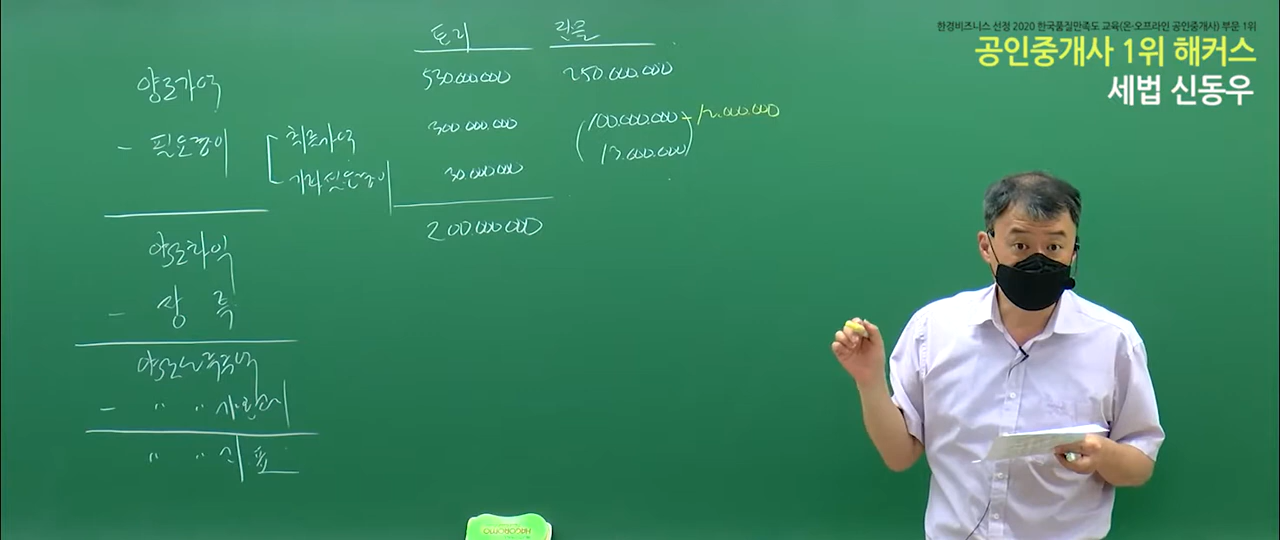 한경비즈니스 선정 2020 한국품질만족도 교육(온·오프라인 공인중개사) 부문 1위
공인중개사 1위 해커스
세법 신동우
토지 건물
양도가액 530.000.000 250.000.000
- 필요경비 취득가액 300.000.000 100.000.000 - 12.000.000
기타필요경비 30.000.000 13.000.000
200.000.000
양도차익
- 장 특
양도소득금액
- 〃 〃 기본공제
〃 〃 과 표